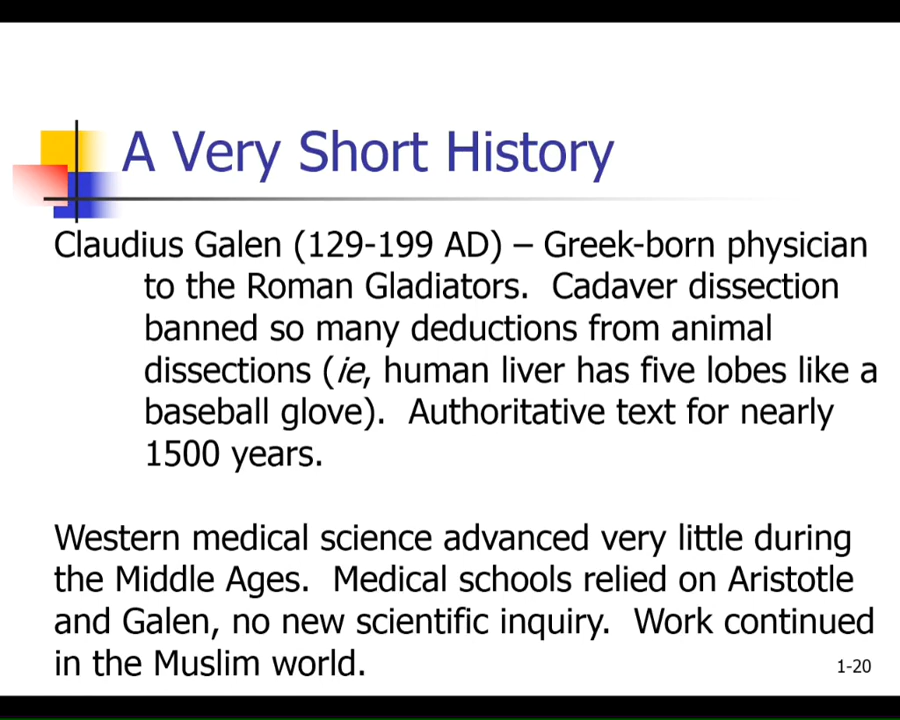 A Very Short History
Claudius Galen (129-199 AD) – Greek-born physician
to the Roman Gladiators.  Cadaver dissection
banned so many deductions from animal
dissections (ie, human liver has five lobes like a
baseball glove).  Authoritative text for nearly
1500 years.
Western medical science advanced very little during
the Middle Ages.  Medical schools relied on Aristotle
and Galen, no new scientific inquiry.  Work continued
in the Muslim world.
1-20